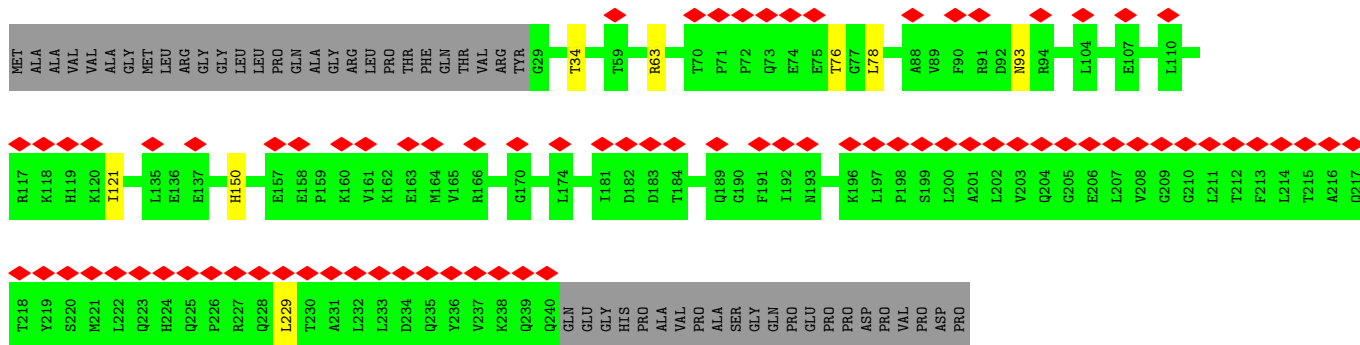 MET ALA ALA VAL VAL ALA GLY MET LEU ARG GLY GLY LEU LEU PRO GLN ALA GLY ARG LEU PRO THR PHE GLN THR VAL ARG TYR G29 T34 T59 R63 T70 P71 P72 Q73 E74 E75 T76 G77 L78 A88 V89 F90 R91 D92 N93 R94 L104 E107 L110
R117 K118 H119 K120 I121 L135 E136 E137 H150 E157 E158 P159 K160 V161 K162 E163 M164 V165 R166 G170 L174 I181 D182 D183 T184 Q189 G190 F191 I192 N193 K196 L197 P198 S199 L200 A201 L202 V203 Q204 G205 E206 L207 V208 G209 G210 L211 T212 F213 L214 T215 A216 Q217
T218 Y219 S220 M221 L222 Q223 H224 Q225 P226 R227 Q228 L229 T230 A231 L232 L233 D234 Q235 Y236 V237 K238 Q239 Q240 GLN GLU GLY HIS PRO ALA VAL PRO ALA SER GLY GLN PRO GLU PRO PRO ASP PRO VAL PRO ASP PRO